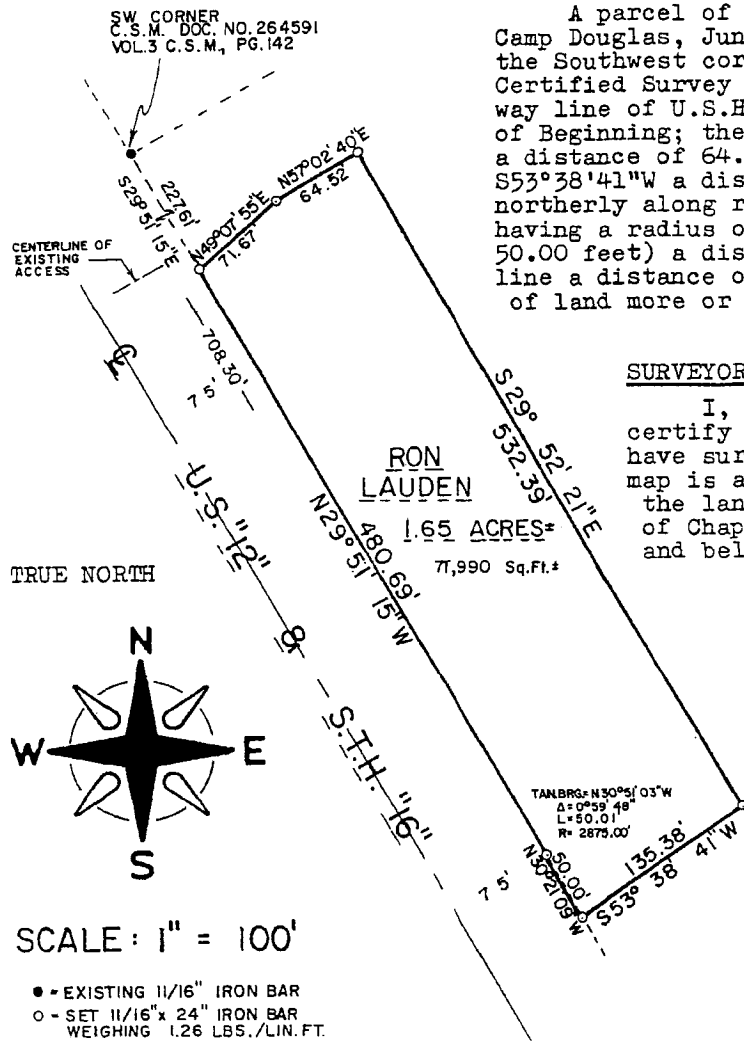 SW CORNER
C.S.M. DOC. NO. 264591
VOL.3 C.S.M., PG.142
A parcel of
Camp Douglas, Jun
the Southwest cor
Certified Survey
way line of U.S.H
of Beginning; the
a distance of 64.
S53°38'41"W a dis
northerly along r
having a radius o
50.00 feet) a dis
line a distance o
of land more or
227.61'
S29°51'15"E
N49°07'55"E
71.67'
N57°02'40"E
64.52'
CENTERLINE OF
EXISTING
ACCESS
708.30'
75'
SURVEYOR
I,
certify
have sur
map is a
the lan
of Chap
and bel
S29° 52' 21"E
532.39'
RON
LAUDEN
1.65 ACRES±
77,990 Sq.Ft.±
480.69'
N29°51' 15"W
U.S. "12" & S.T.H. "16"
TRUE NORTH
N
W E
S
TAN.BRG.= N30°51'03"W
Δ = 0°59'48"
L = 50.01'
R = 2875.00'
50.00'
N30°21'09"W
135.38'
S53° 38' 41"W
75'
SCALE: 1" = 100'
● - EXISTING 11/16" IRON BAR
○ - SET 11/16" x 24" IRON BAR
WEIGHING 1.26 LBS./LIN. FT.